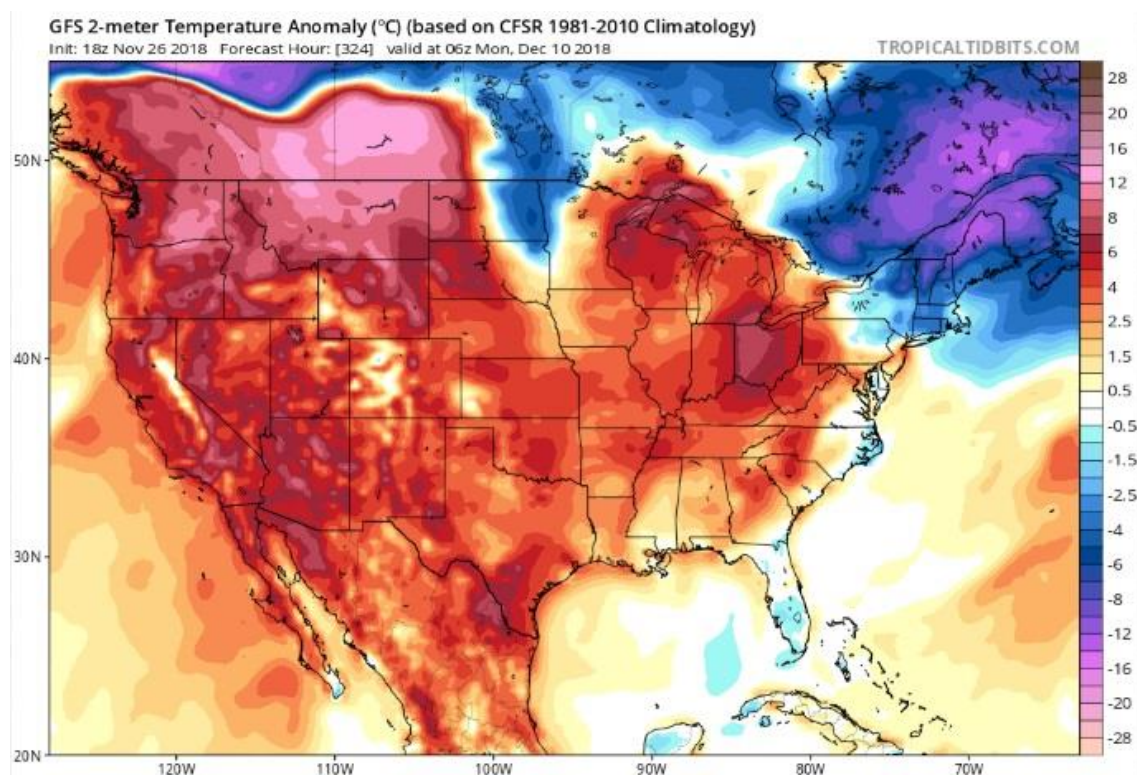 GFS 2-meter Temperature Anomaly (°C) (based on CFSR 1981-2010 Climatology)
Init: 18z Nov 26 2018 Forecast Hour: [324] valid at 06z Mon, Dec 10 2018
TROPICALTIDBITS.COM
50N
40N
30N
20N
120W
110W
100W
90W
80W
70W
28
20
16
12
8
6
4
2.5
1.5
0.5
-0.5
-1.5
-2.5
-4
-6
-8
-12
-16
-20
-28